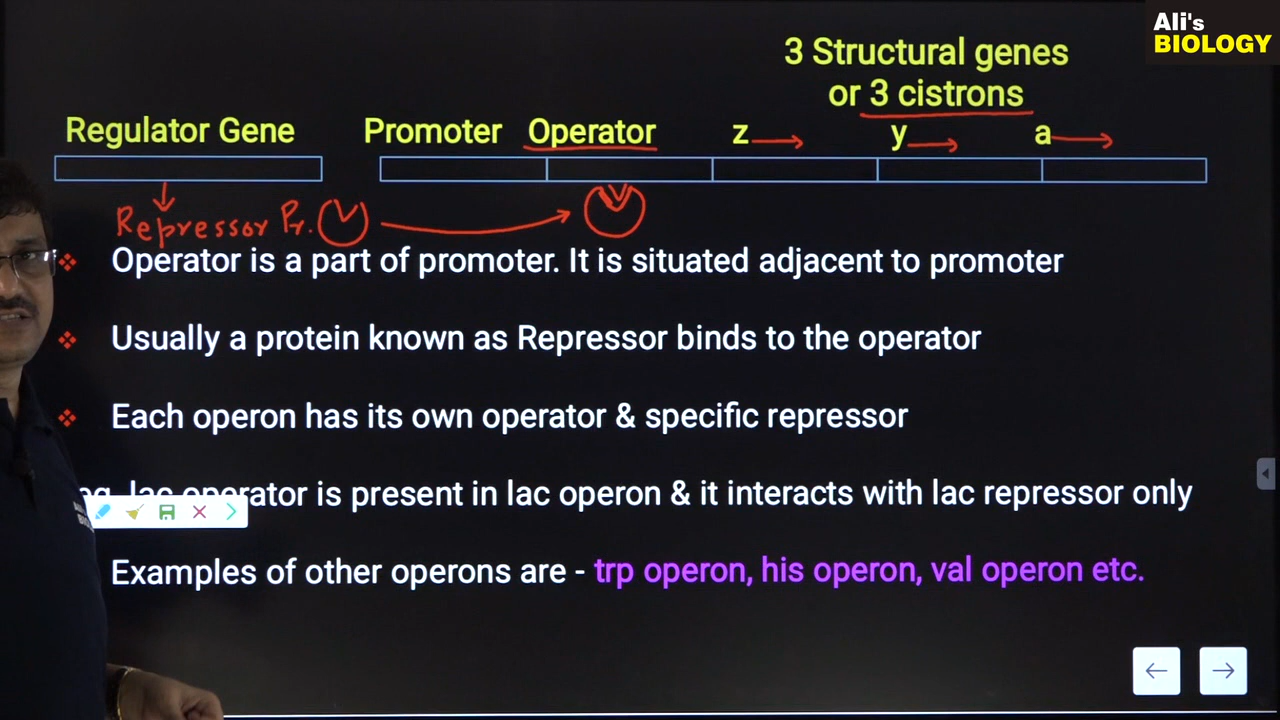 Ali's
BIOLOGY
3 Structural genes
or 3 cistrons
Regulator Gene Promoter Operator z y a
Repressor Pr.
Operator is a part of promoter. It is situated adjacent to promoter
Usually a protein known as Repressor binds to the operator
Each operon has its own operator & specific repressor
eg. lac operator is present in lac operon & it interacts with lac repressor only
Examples of other operons are - trp operon, his operon, val operon etc.